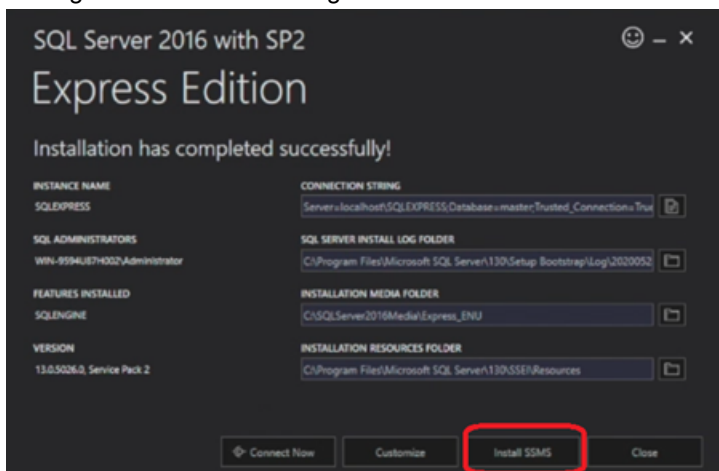 SQL Server 2016 with SP2
Express Edition
Installation has completed successfully!
INSTANCE NAME
SQLEXPRESS
CONNECTION STRING
Server=localhost\SQLEXPRESS;Database=master;Trusted_Connection=True
SQL ADMINISTRATORS
WIN-9594U87H002\Administrator
SQL SERVER INSTALL LOG FOLDER
C:\Program Files\Microsoft SQL Server\130\Setup Bootstrap\Log\2020052
FEATURES INSTALLED
SQLENGINE
INSTALLATION MEDIA FOLDER
C:\SQLServer2016Media\Express_ENU
VERSION
13.0.5026.0, Service Pack 2
INSTALLATION RESOURCES FOLDER
C:\Program Files\Microsoft SQL Server\130\SSEI\Resources
Connect Now
Customize
Install SSMS
Close